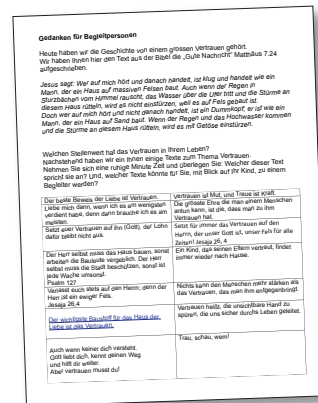 Gedanken für Begleitpersonen
Heute haben wir die Geschichte von einem grossen Vertrauen gehört.
Wir haben Ihnen hier den Text aus der Bibel die „Gute Nachricht" Matthäus 7.24
aufgeschrieben.
Jesus sagt: Wer auf mich hört und danach handelt, ist klug und handelt wie ein
Mann, der ein Haus auf massiven Felsen baut. Auch wenn der Regen in
Sturzbächen vom Himmel rauscht, das Wasser über die Ufer tritt und die Stürme an
diesem Haus rütteln, wird es nicht einstürzen, weil es auf Fels gebaut ist.
Doch wer auf mich hört und nicht danach handelt, ist ein Dummkopf; er ist wie ein
Mann, der ein Haus auf Sand baut. Wenn der Regen und das Hochwasser kommen
und die Stürme an diesem Haus rütteln, wird es mit Getöse einstürzen.
Welchen Stellenwert hat das Vertrauen in Ihrem Leben?
Nachstehend haben wir ein Ihnen einige Texte zum Thema Vertrauen.
Nehmen Sie sich eine ruhige Minute Zeit und überlegen Sie: Welcher dieser Text
spricht sie an? Und, welcher Texte könnte für Sie, mit Blick auf ihr Kind, zu einem
Begleiter werden?
Der beste Beweis der Liebe ist Vertrauen.
Vertrauen ist Mut, und Treue ist Kraft.
Liebe mich dann, wenn ich es am wenigsten
verdient habe, denn dann brauche ich es am
meisten.
Die grösste Ehre die man einem Menschen
antun kann, ist die, dass man zu ihm
Vertrauen hat.
Setzt euer Vertrauen auf ihn (Gott), der Lohn
dafür bleibt nicht aus.
Setzt für immer das Vertrauen auf den
Herrn, der unser Gott ist, unser Fels für alle
Zeiten! Jesaja 26, 4
Der Herr selbst muss das Haus bauen, sonst
arbeiten die Bauleute vergeblich. Der Herr
selbst muss die Stadt beschützen, sonst ist
jede Wache umsonst.
Psalm 127
Ein Kind, das seinen Eltern vertraut, findet
immer wieder nach Hause.
Verlasst euch stets auf den Herrn; denn der
Herr ist ein ewiger Fels.
Jesaja 26,4
Nichts kann den Menschen mehr stärken als
das Vertrauen, das man ihm entgegenbringt.
Der wichtigste Baustoff für das Haus der
Liebe ist das Vertrauen.
Vertrauen heißt, die unsichtbare Hand zu
spüren, die uns sicher durchs Leben geleitet.
Auch wenn keiner dich versteht.
Gott liebt dich, kennt deinen Weg
und hilft dir weiter.
Aber vertrauen musst du!
Trau, schau, wem!